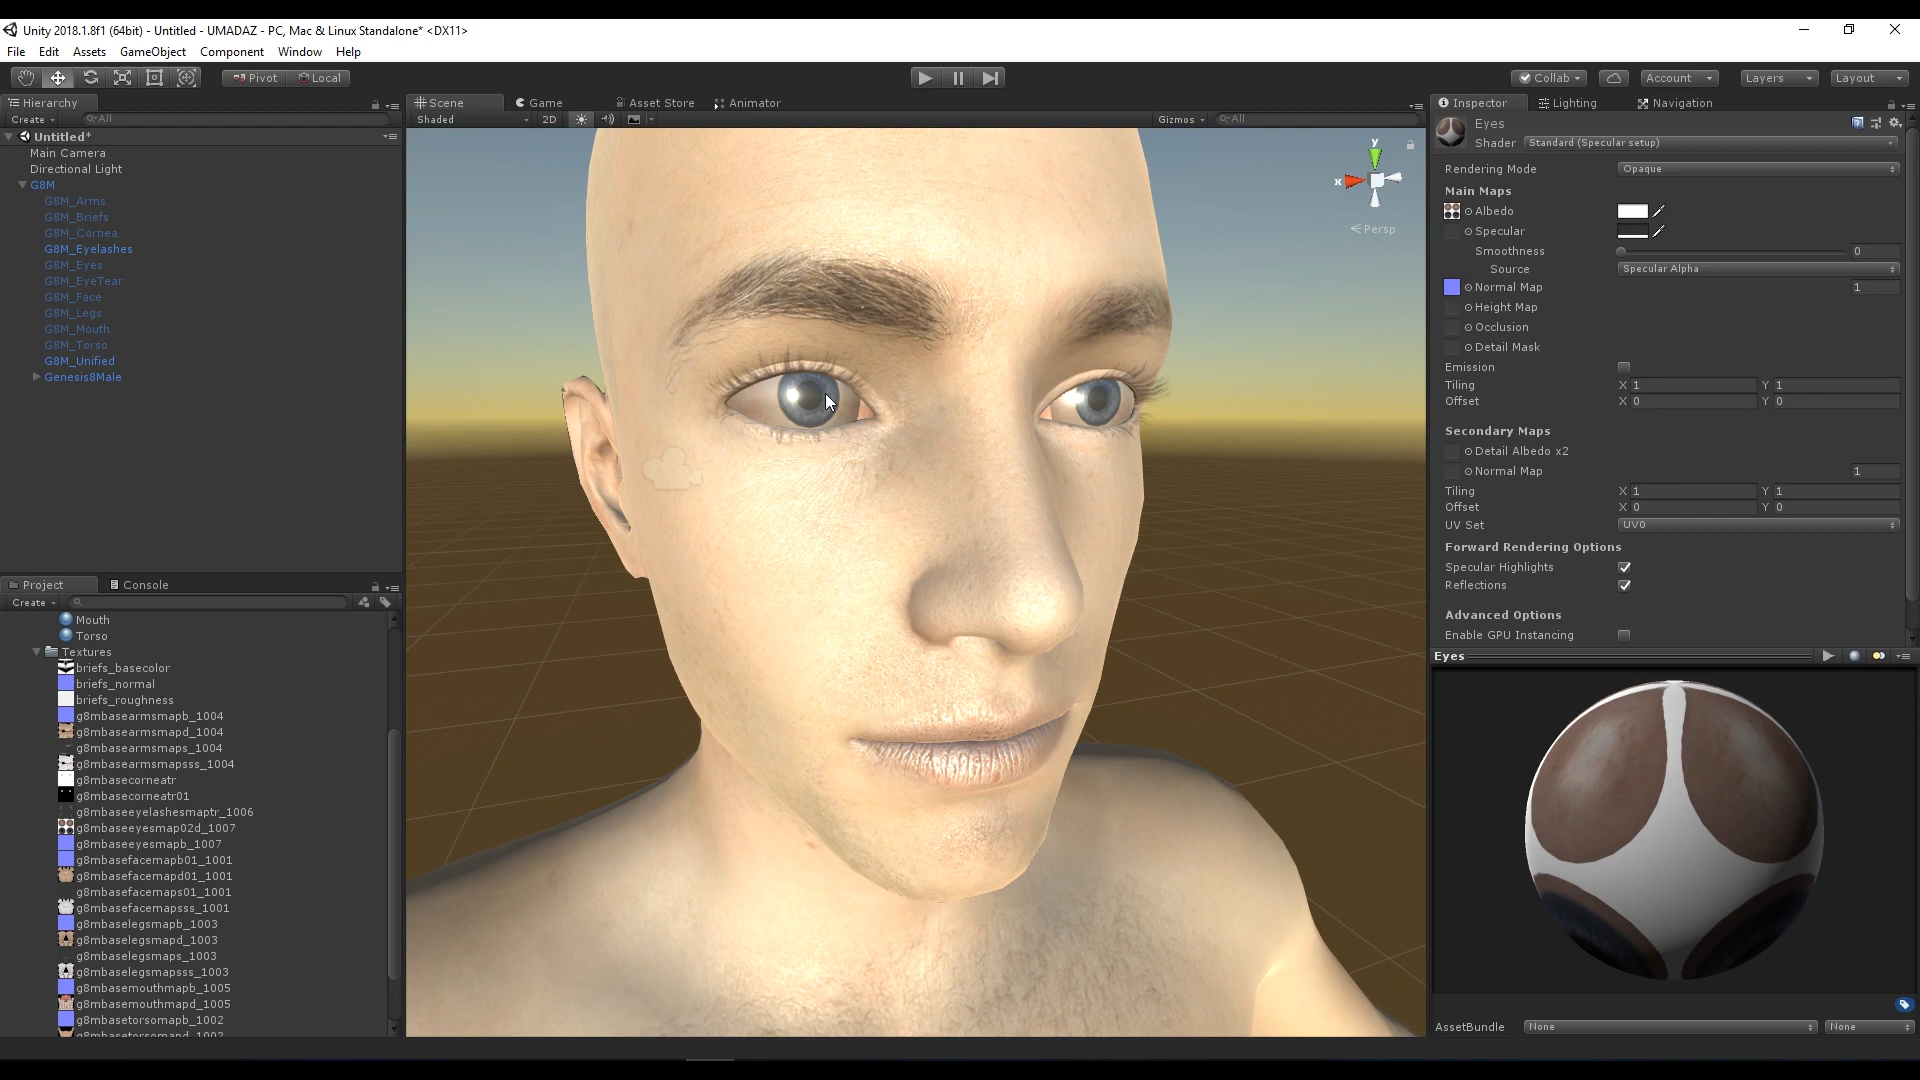 Unity 2018.1.8f1 (64bit) - Untitled - UMADAZ - PC, Mac & Linux Standalone* <DX11>
File Edit Assets GameObject Component Window Help
Pivot Local
Collab Account Layers Layout
Hierarchy
Create All
Untitled*
Main Camera
Directional Light
G8M
G8M_Arms
G8M_Briefs
G8M_Cornea
G8M_Eyelashes
G8M_Eyes
G8M_EyeTear
G8M_Face
G8M_Legs
G8M_Mouth
G8M_Torso
G8M_Unified
Genesis8Male
Project Console
Create
Mouth
Torso
Textures
briefs_basecolor
briefs_normal
briefs_roughness
g8mbasearmsmapb_1004
g8mbasearmsmapd_1004
g8mbasearmsmaps_1004
g8mbasearmsmapsss_1004
g8mbasecorneatr
g8mbasecorneatr01
g8mbaseeyelashesmaptr_1006
g8mbaseeyesmap02d_1007
g8mbaseeyesmapb_1007
g8mbasefacemapb01_1001
g8mbasefacemapd01_1001
g8mbasefacemaps01_1001
g8mbasefacemapsss_1001
g8mbaselegsmapb_1003
g8mbaselegsmapd_1003
g8mbaselegsmaps_1003
g8mbaselegsmapsss_1003
g8mbasemouthmapb_1005
g8mbasemouthmapd_1005
g8mbasetorsomapb_1002
g8mbasetorsomapd_1002
Scene Game Asset Store Animator
Shaded 2D Gizmos All
y
x
Persp
Inspector Lighting Navigation
Eyes
Shader Standard (Specular setup)
Rendering Mode Opaque
Main Maps
Albedo
Specular
Smoothness 0
Source Specular Alpha
Normal Map 1
Height Map
Occlusion
Detail Mask
Emission
Tiling X 1 Y 1
Offset X 0 Y 0
Secondary Maps
Detail Albedo x2
Normal Map 1
Tiling X 1 Y 1
Offset X 0 Y 0
UV Set UV0
Forward Rendering Options
Specular Highlights
Reflections
Advanced Options
Enable GPU Instancing
Eyes
AssetBundle None None